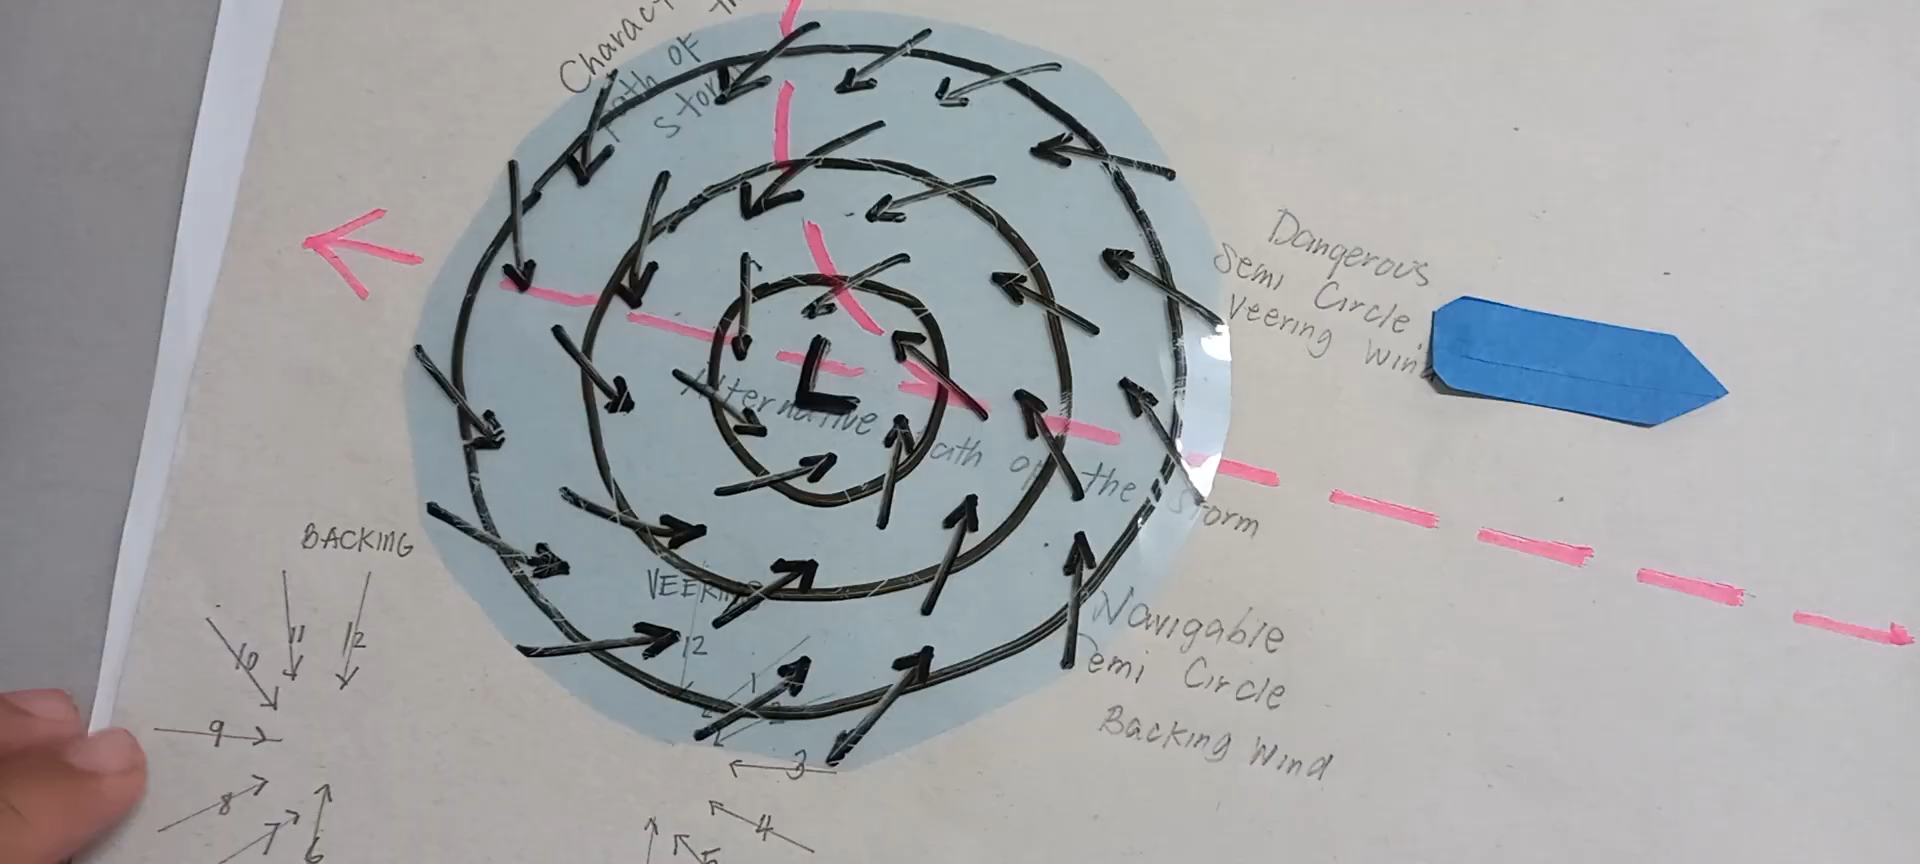 Path of
storm
Dangerous
Semi Circle
Veering Wind
L
Alternative Path of the Storm
BACKING
VEERING
Navigable
Semi Circle
Backing Wind
10
11
12
9
8
7
6
12
1
2
3
4
5